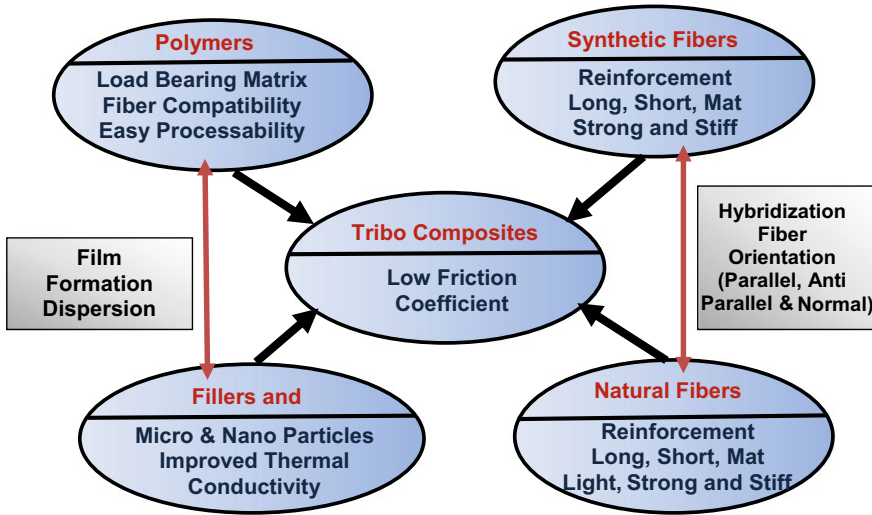 Polymers
Load Bearing Matrix
Fiber Compatibility
Easy Processability
Synthetic Fibers
Reinforcement
Long, Short, Mat
Strong and Stiff
Tribo Composites
Low Friction
Coefficient
Film
Formation
Dispersion
Hybridization
Fiber
Orientation
(Parallel, Anti
Parallel & Normal)
Fillers and
Micro & Nano Particles
Improved Thermal
Conductivity
Natural Fibers
Reinforcement
Long, Short, Mat
Light, Strong and Stiff